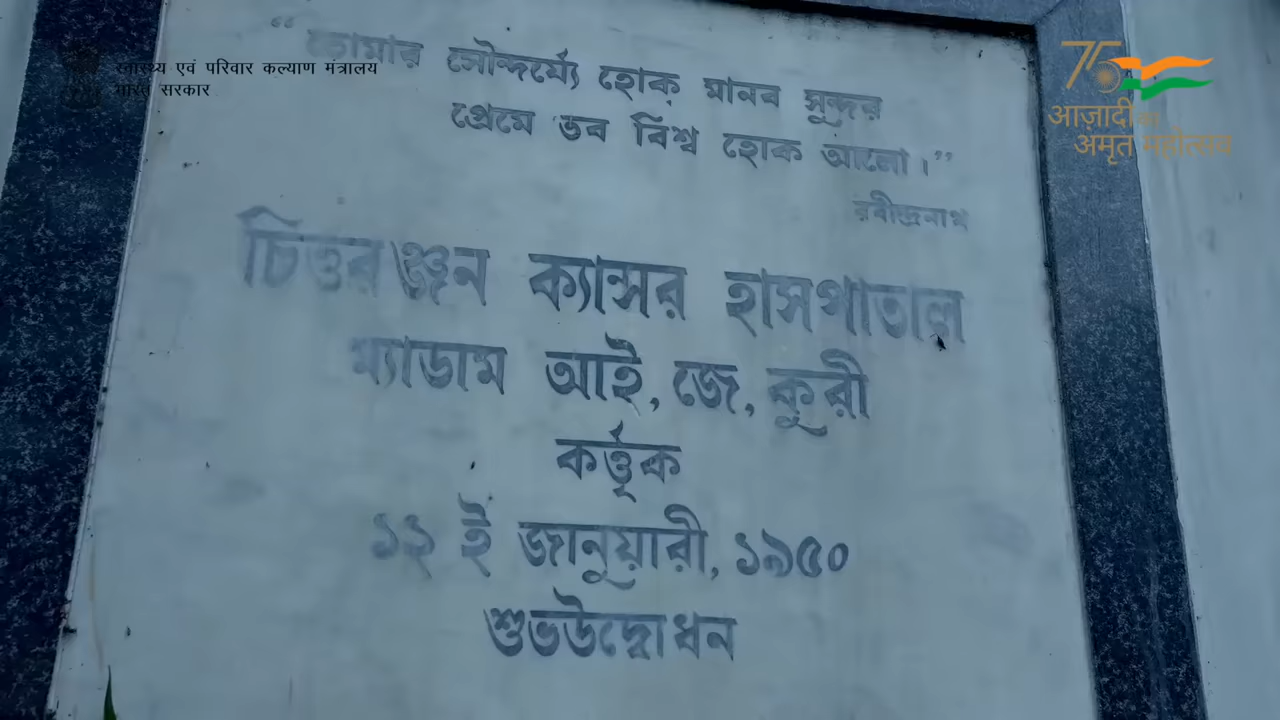 “ তোমার সৌন্দর্য্যে হোক্ মানব সুন্দর
প্রেমে তব বিশ্ব হোক আলো।”
রবীন্দ্রনাথ
চিত্তরঞ্জন ক্যান্সর হাসপাতাল
ম্যাডাম আই, জে, কুরী
কর্ত্তৃক
১২ ই জানুয়ারী, ১৯৫০
শুভউদ্বোধন
स्वास्थ्य एवं परिवार कल्याण मंत्रालय
भारत सरकार
75
आज़ादी का
अमृत महोत्सव